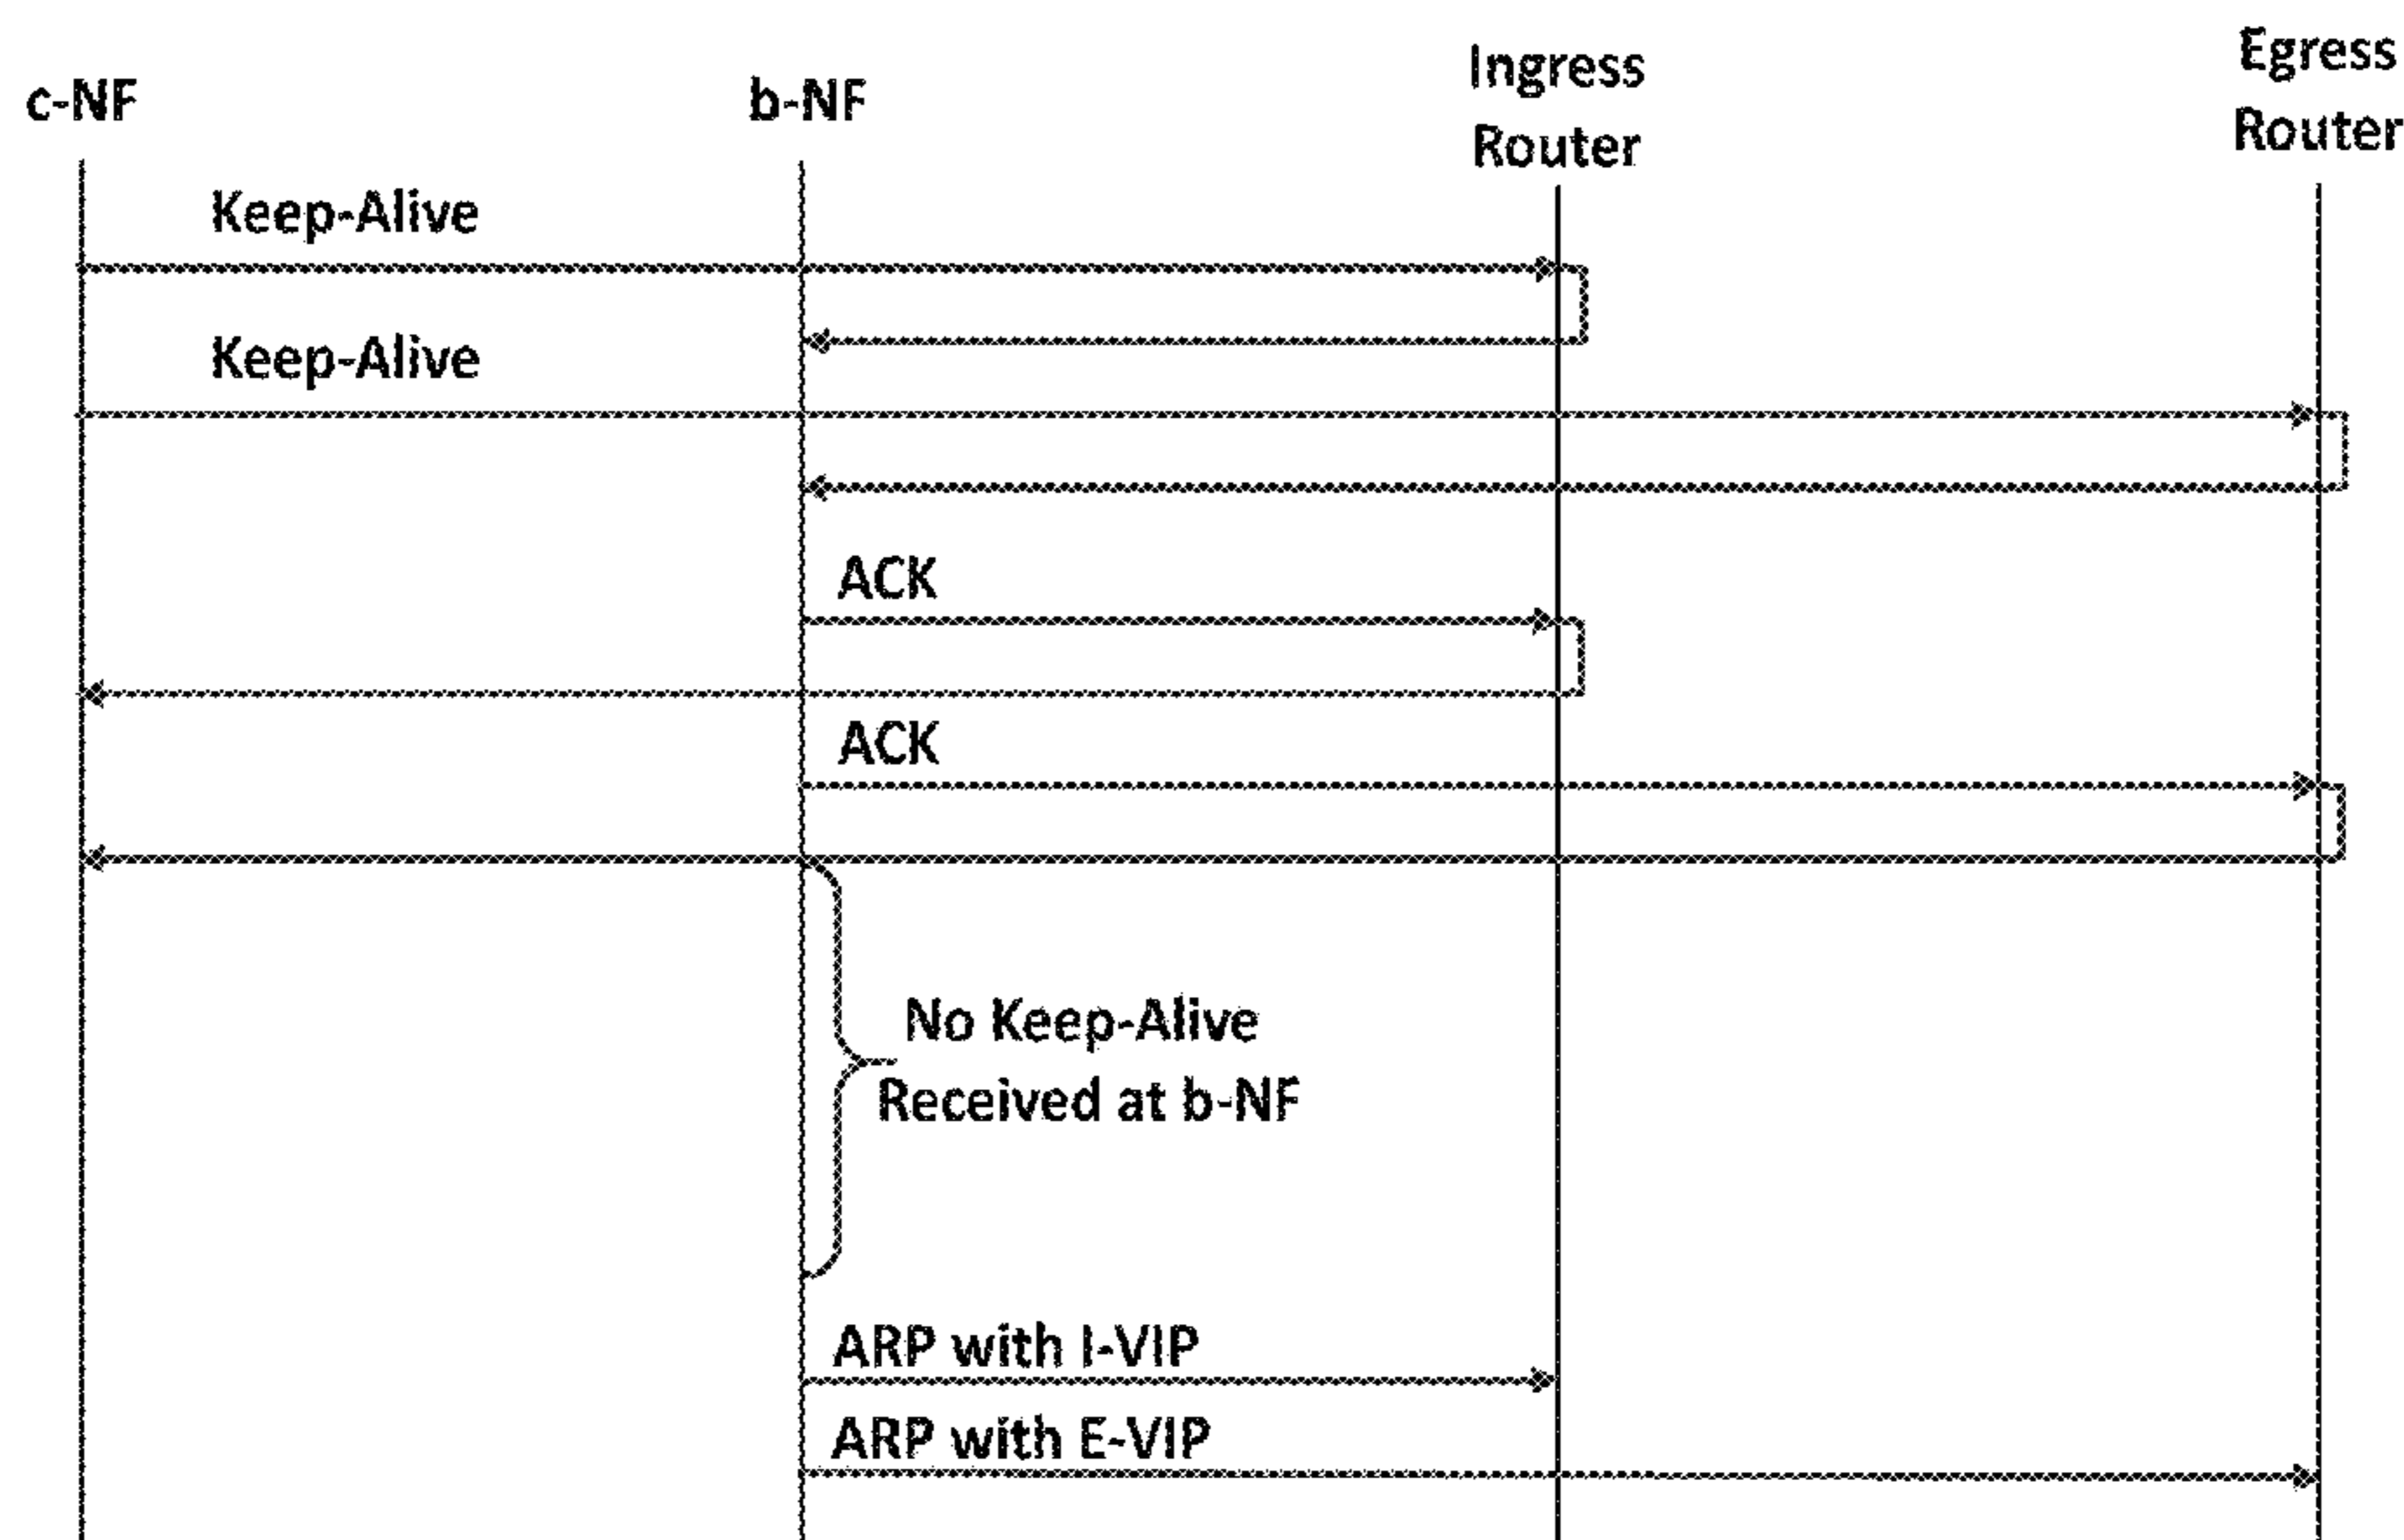 c-NF
b-NF
Ingress
Router
Egress
Router
Keep-Alive
Keep-Alive
ACK
ACK
No Keep-Alive
Received at b-NF
ARP with I-VIP
ARP with E-VIP